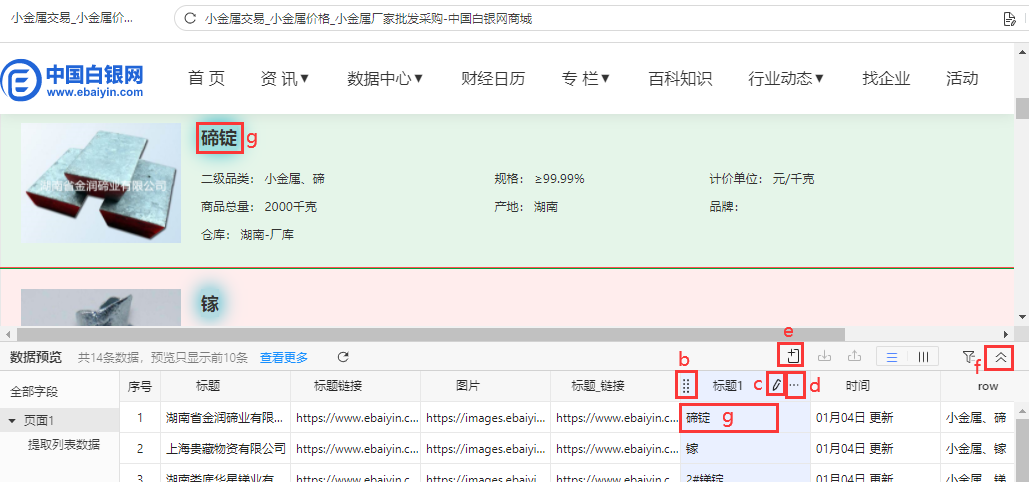 小金属交易_小金属价... 小金属交易_小金属价格_小金属厂家批发采购-中国白银网商城
中国白银网 首 页 资 讯▼ 数据中心▼ 财经日历 专 栏▼ 百科知识 行业动态▼ 找企业 活动
www.ebaiyin.com
碲锭 g
湖南省金润碲业有限公司
二级品类： 小金属、碲 规格： ≥99.99% 计价单位： 元/千克
商品总量： 2000千克 产地： 湖南 品牌：
仓库： 湖南-厂库
镓
e
数据预览 共14条数据，预览只显示前10条 查看更多 b f
全部字段 序号 标题 标题链接 图片 标题_链接 标题1 c d 时间 row
页面1 1 湖南省金润碲业有限... https://www.ebaiyin.c... https://images.ebaiyi... https://www.ebaiyin.c... 碲锭 g 01月04日 更新 小金属、碲
提取列表数据 2 上海贵藏物资有限公司 https://www.ebaiyin.c... https://images.ebaiyi... https://www.ebaiyin.c... 镓 01月04日 更新 小金属、镓
3 湖南娄底华星锑业有... https://www.ebaiyin.c... https://images.ebaiyi... https://www.ebaiyin.c... 2#锑锭 01月04日 更新 小金属、锑